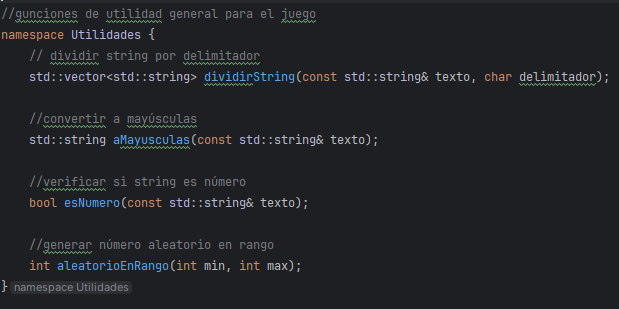 //gunciones de utilidad general para el juego
namespace Utilidades {
    // dividir string por delimitador
    std::vector<std::string> dividirString(const std::string& texto, char delimitador);

    //convertir a mayúsculas
    std::string aMayusculas(const std::string& texto);

    //verificar si string es número
    bool esNumero(const std::string& texto);

    //generar número aleatorio en rango
    int aleatorioEnRango(int min, int max);
} namespace Utilidades